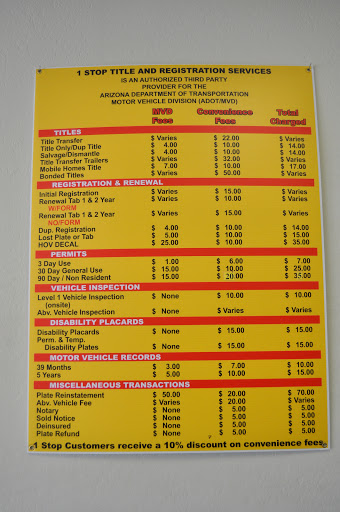 1 STOP TITLE AND REGISTRATION SERVICES
IS AN AUTHORIZED THIRD PARTY
PROVIDER FOR THE
ARIZONA DEPARTMENT OF TRANSPORTATION
MOTOR VEHICLE DIVISION (ADOT/MVD)
MVD Fees Convenience Fees Total Charged
TITLES
Title Transfer $ Varies $ 22.00 $ Varies
Title Only/Dup Title $ 4.00 $ 10.00 $ 14.00
Salvage/Dismantle $ 4.00 $ 10.00 $ 14.00
Title Transfer Trailers $ Varies $ 32.00 $ Varies
Mobile Homes Title $ 7.00 $ 10.00 $ 17.00
Bonded Titles $ Varies $ 50.00 $ Varies
REGISTRATION & RENEWAL
Initial Registration $ Varies $ 15.00 $ Varies
Renewal Tab 1 & 2 Year $ Varies $ 10.00 $ Varies
W/FORM
Renewal Tab 1 & 2 Year $ Varies $ 15.00 $ Varies
NO/FORM
Dup. Registration $ 4.00 $ 10.00 $ 14.00
Lost Plate or Tab $ 5.00 $ 10.00 $ 15.00
HOV DECAL $ 25.00 $ 10.00 $ 35.00
PERMITS
3 Day Use $ 1.00 $ 6.00 $ 7.00
30 Day General Use $ 15.00 $ 10.00 $ 25.00
90 Day / Non Resident $ 15.00 $ 20.00 $ 35.00
VEHICLE INSPECTION
Level 1 Vehicle Inspection $ None $ 10.00 $ 10.00
(onsite)
Abv. Vehicle Inspection $ None $ Varies $ Varies
DISABILITY PLACARDS
Disability Placards $ None $ 15.00 $ 15.00
Perm. & Temp.
Disability Plates $ None $ 15.00 $ 15.00
MOTOR VEHICLE RECORDS
39 Months $ 3.00 $ 7.00 $ 10.00
5 Years $ 5.00 $ 10.00 $ 15.00
MISCELLANEOUS TRANSACTIONS
Plate Reinstatement $ 50.00 $ 20.00 $ 70.00
Abv. Vehicle Fee $ Varies $ 20.00 $ Varies
Notary $ None $ 5.00 $ 5.00
Sold Notice $ None $ 5.00 $ 5.00
Deinsured $ None $ 5.00 $ 5.00
Plate Refund $ None $ 5.00 $ 5.00
1 Stop Customers receive a 10% discount on convenience fees